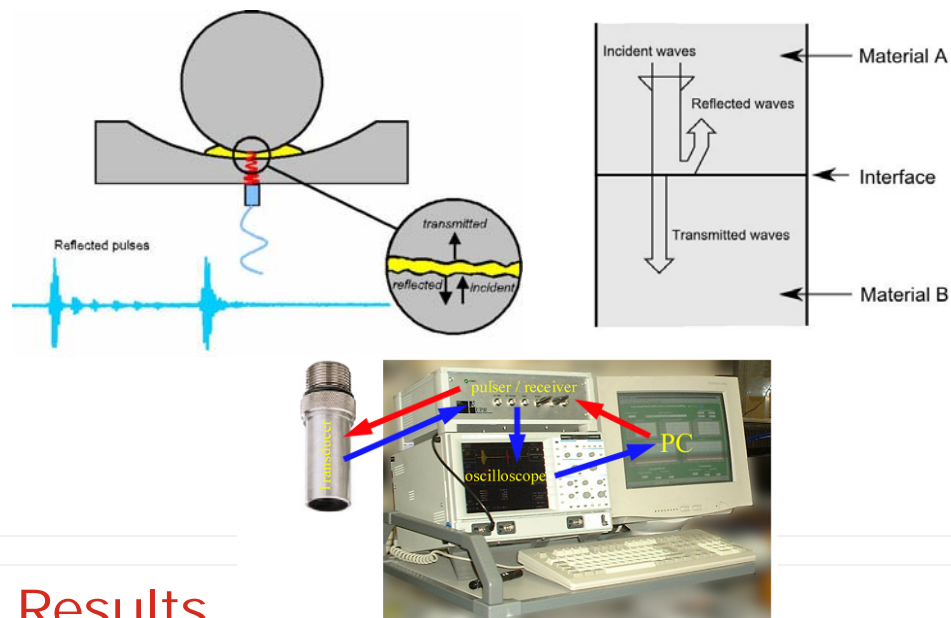 Incident waves
Material A
Reflected waves
Interface
Transmitted waves
Material B
transmitted
reflected
incident
Reflected pulses
pulser / receiver
Transducer
PC
oscilloscope
Results